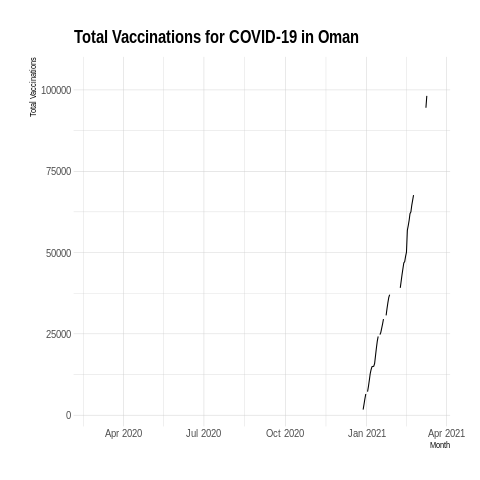 Total Vaccinations for COVID-19 in Oman
Total Vaccinations
100000
75000
50000
25000
0
Apr 2020 Jul 2020 Oct 2020 Jan 2021 Apr 2021
Month